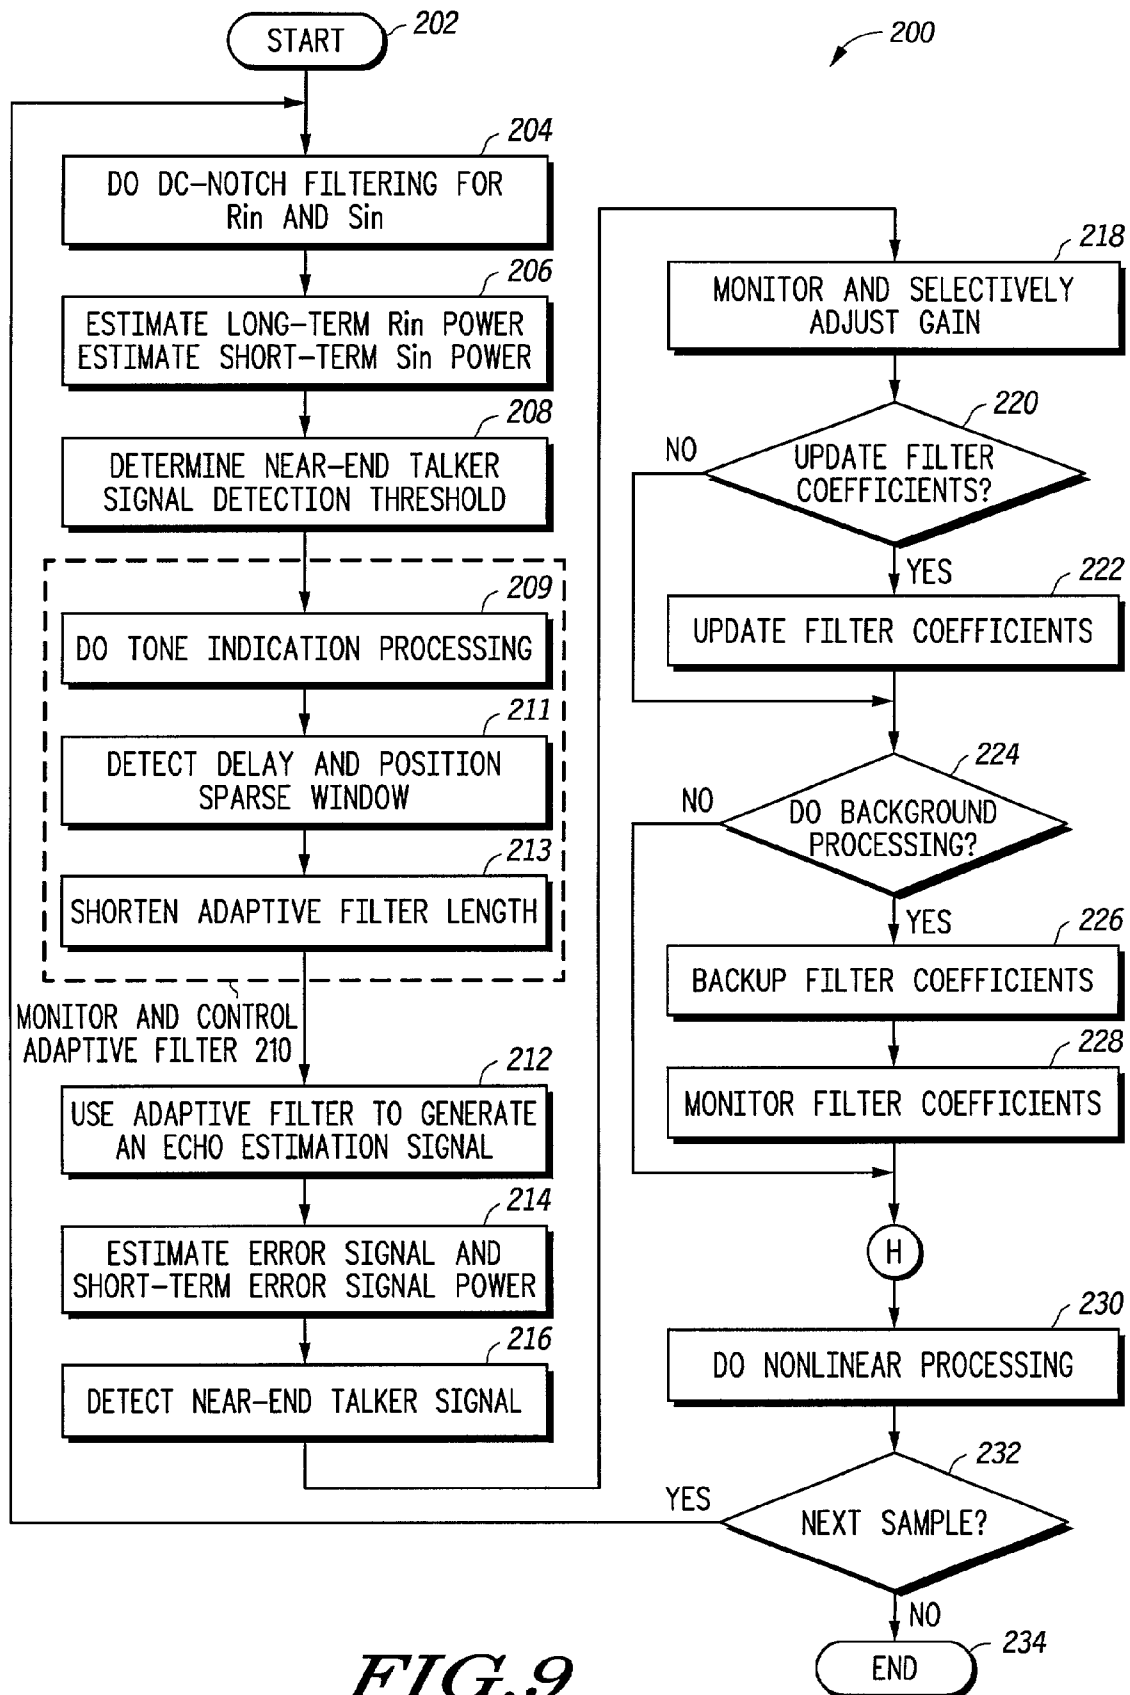 START
202
200
204
DO DC-NOTCH FILTERING FOR
Rin AND Sin
206
ESTIMATE LONG-TERM Rin POWER
ESTIMATE SHORT-TERM Sin POWER
208
DETERMINE NEAR-END TALKER
SIGNAL DETECTION THRESHOLD
209
DO TONE INDICATION PROCESSING
211
DETECT DELAY AND POSITION
SPARSE WINDOW
213
SHORTEN ADAPTIVE FILTER LENGTH
MONITOR AND CONTROL
ADAPTIVE FILTER 210
212
USE ADAPTIVE FILTER TO GENERATE
AN ECHO ESTIMATION SIGNAL
214
ESTIMATE ERROR SIGNAL AND
SHORT-TERM ERROR SIGNAL POWER
216
DETECT NEAR-END TALKER SIGNAL
218
MONITOR AND SELECTIVELY
ADJUST GAIN
220
NO
UPDATE FILTER
COEFFICIENTS?
YES
222
UPDATE FILTER COEFFICIENTS
224
NO
DO BACKGROUND
PROCESSING?
YES
226
BACKUP FILTER COEFFICIENTS
228
MONITOR FILTER COEFFICIENTS
H
230
DO NONLINEAR PROCESSING
232
YES
NEXT SAMPLE?
NO
234
END
FIG.9